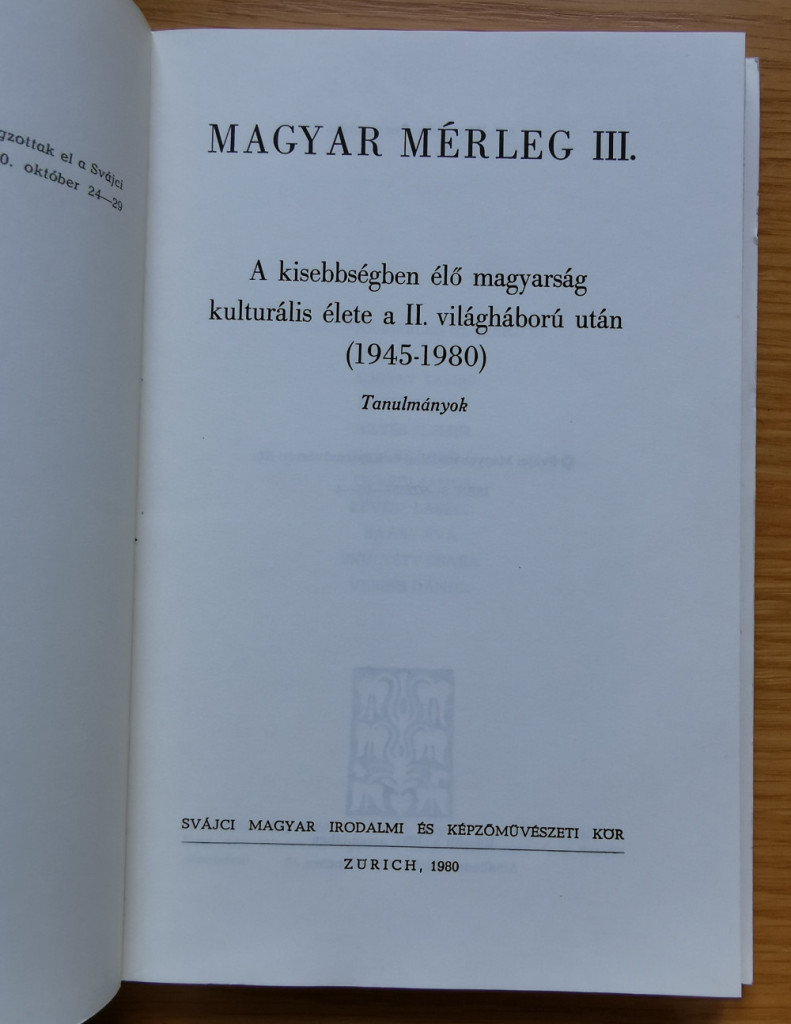 gzottak el a Svájci
0. október 24—29
MAGYAR MÉRLEG III.
A kisebbségben élő magyarság
kulturális élete a II. világháború után
(1945-1980)
Tanulmányok
SVÁJCI MAGYAR IRODALMI ÉS KÉPZŐMŰVÉSZETI KÖR
ZÜRICH, 1980